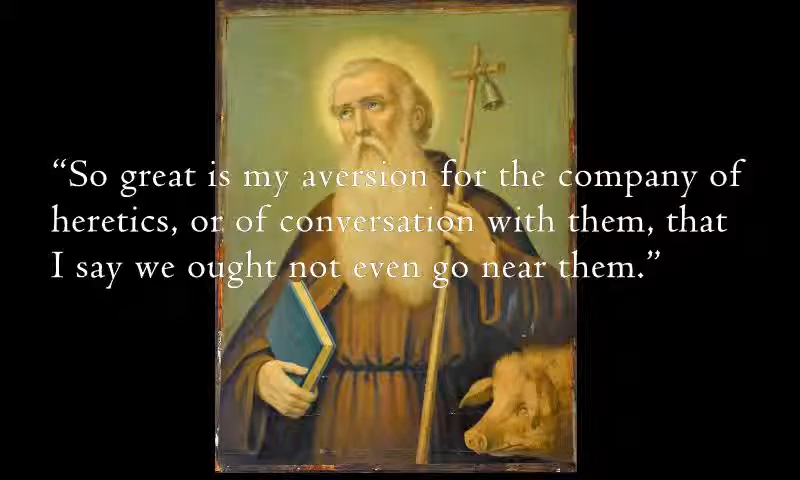 “So great is my aversion for the company of
heretics, or of conversation with them, that
I say we ought not even go near them.”